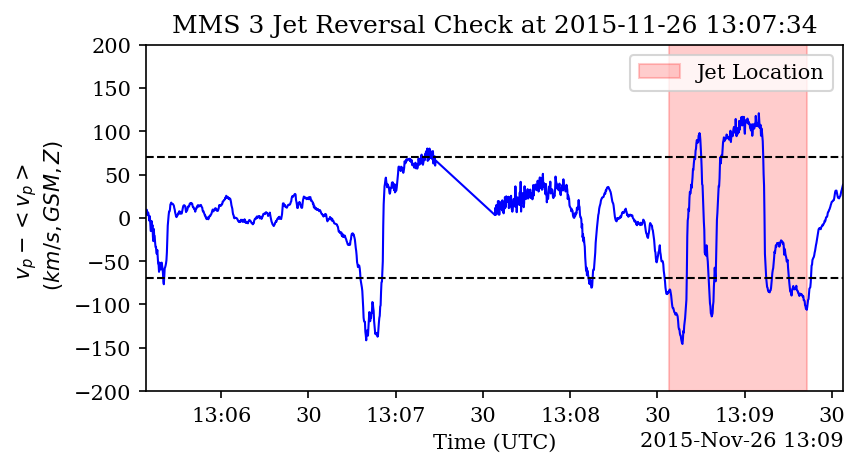 MMS 3 Jet Reversal Check at 2015-11-26 13:07:34
200
150
100
50
0
−50
−100
−150
−200
v_p − < v_p >
(km/s, GSM, Z)
Jet Location
13:06 30 13:07 30 13:08 30 13:09 30
Time (UTC)
2015-Nov-26 13:09